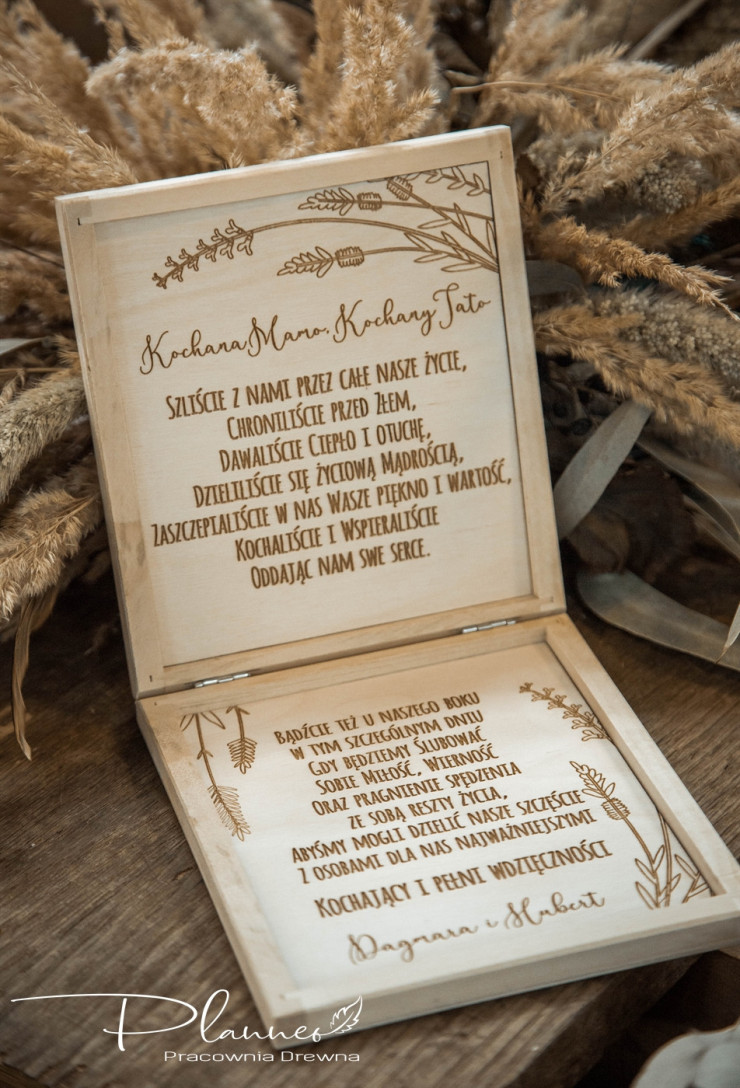 Kochana Mamo, Kochany Tato
Szliście z nami przez całe nasze życie,
Chroniliście przed Złem,
Dawaliście Ciepło i otuchę,
Dzieliliście się życiową Mądrością,
Zaszczepialiście w nas Wasze piękno i wartość,
Kochaliście i Wspieraliście
Oddając nam swe serce.
Bądźcie też u naszego boku
w tym szczególnym dniu
Gdy będziemy Ślubować
Sobie Miłość, Wierność
oraz pragnienie spędzenia
ze sobą reszty życia,
abyśmy mogli dzielić nasze szczęście
z osobami dla nas najważniejszymi
Kochający i pełni wdzięczności
Dagmara i Hubert
Planneo
Pracownia Drewna